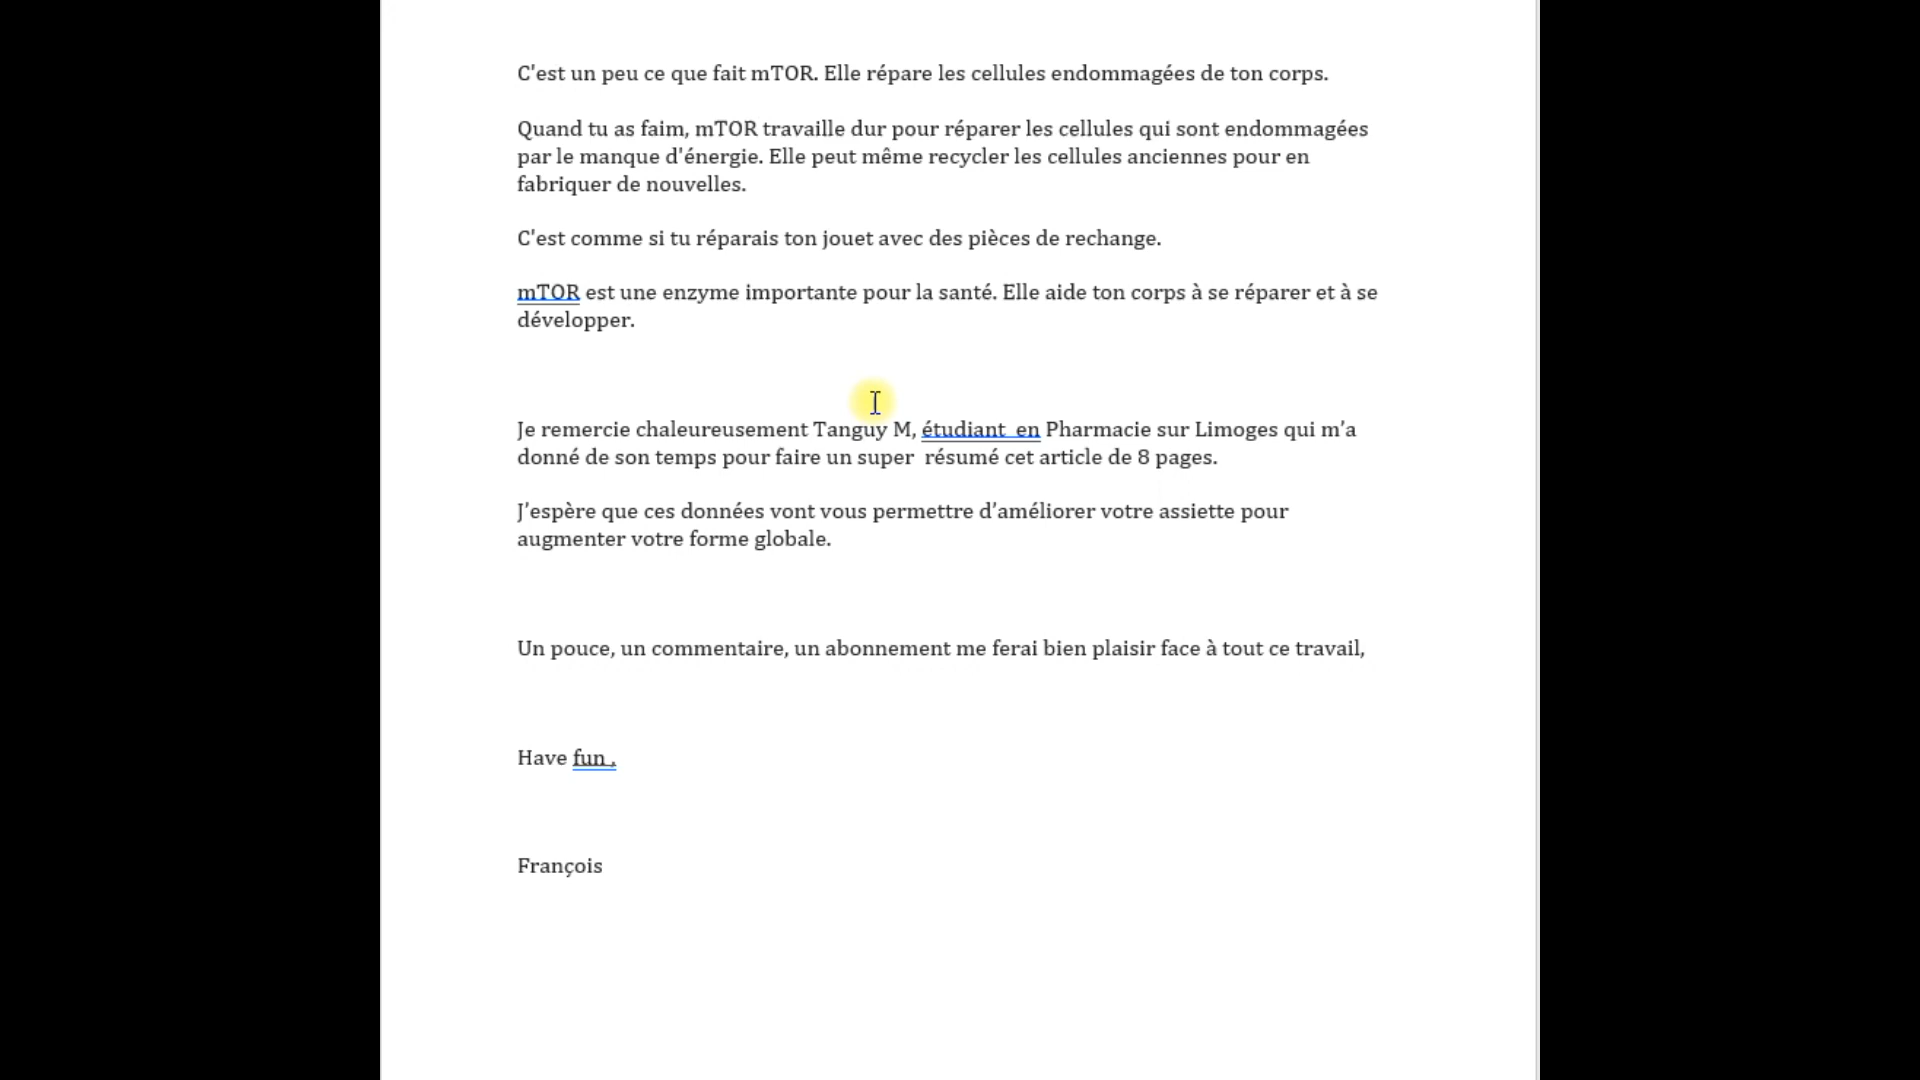 C'est un peu ce que fait mTOR. Elle répare les cellules endommagées de ton corps.
Quand tu as faim, mTOR travaille dur pour réparer les cellules qui sont endommagées
par le manque d'énergie. Elle peut même recycler les cellules anciennes pour en
fabriquer de nouvelles.
C'est comme si tu réparais ton jouet avec des pièces de rechange.
mTOR est une enzyme importante pour la santé. Elle aide ton corps à se réparer et à se
développer.
Je remercie chaleureusement Tanguy M, étudiant  en Pharmacie sur Limoges qui m’a
donné de son temps pour faire un super  résumé cet article de 8 pages.
J’espère que ces données vont vous permettre d’améliorer votre assiette pour
augmenter votre forme globale.
Un pouce, un commentaire, un abonnement me ferai bien plaisir face à tout ce travail,
Have fun ,
François